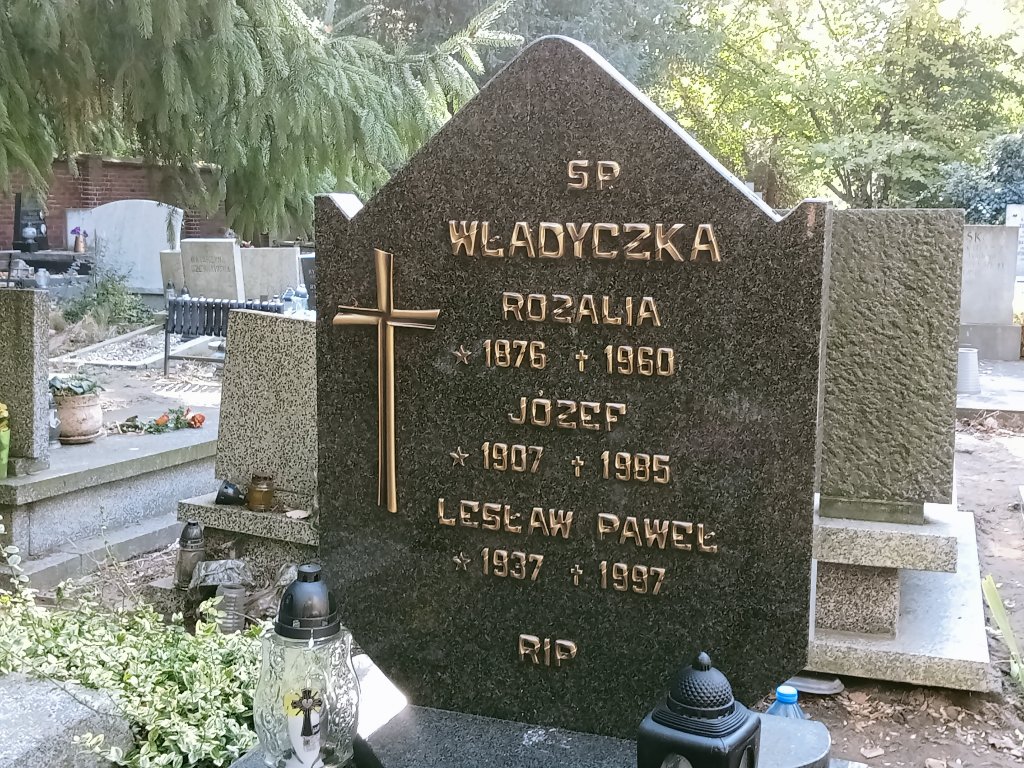 ŚP.
WŁADYCZKA
ROZALIA
* 1876 † 1960
JÓZEF
* 1907 † 1985
LESŁAW PAWEŁ
* 1937 † 1997
RIP